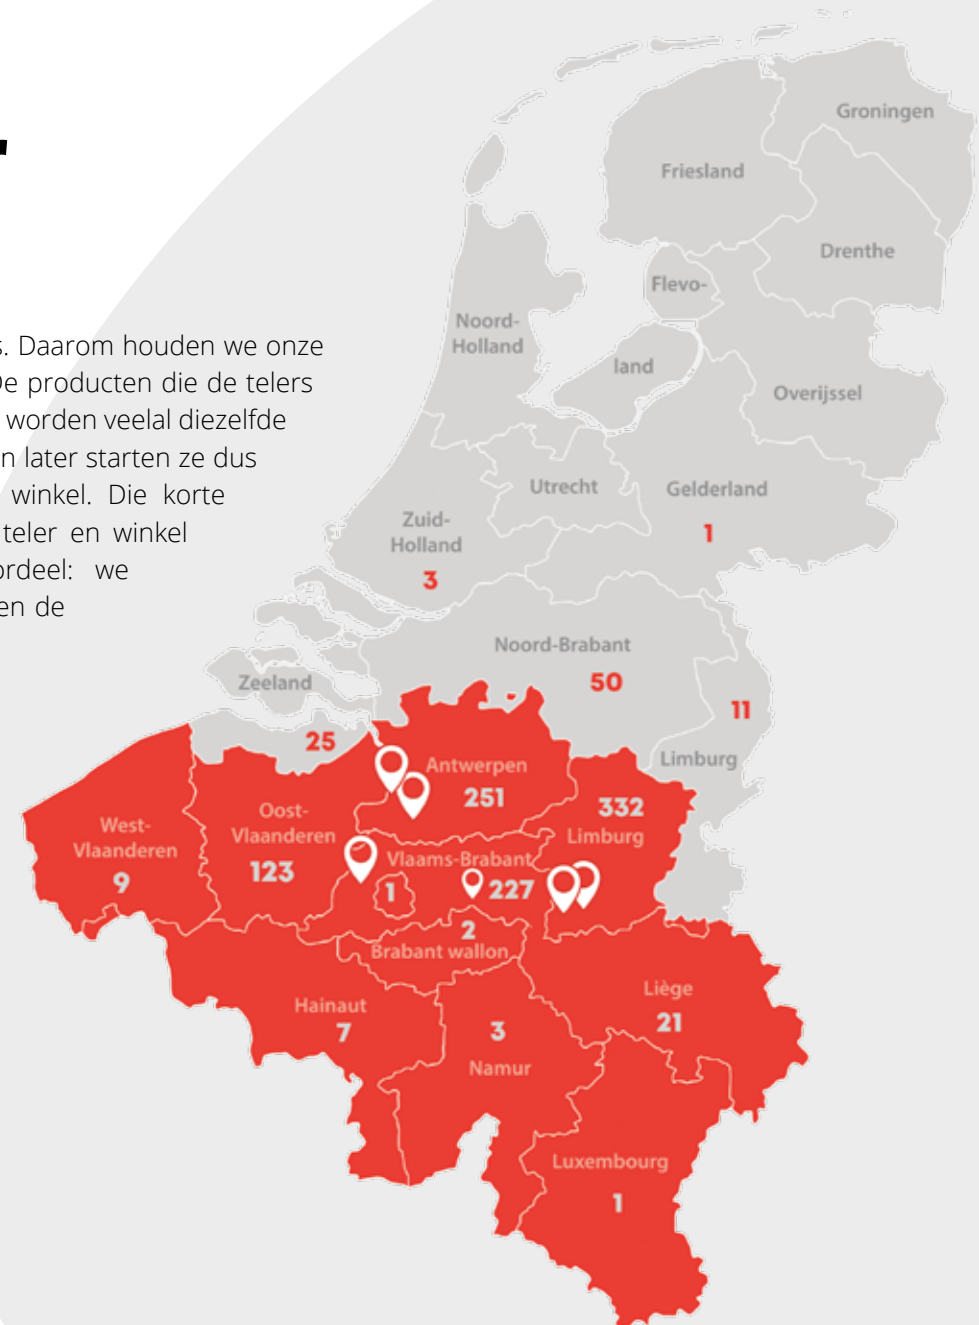 s. Daarom houden we onze
De producten die de telers
worden veelal diezelfde
n later starten ze dus
winkel. Die korte
teler en winkel
ordeel: we
en de
Groningen
Friesland
Drenthe
Flevo-
land
Noord-
Holland
Overijssel
Utrecht
Gelderland
1
Zuid-
Holland
3
Noord-Brabant
50
Zeeland
25
11
Limburg
Antwerpen
251
332
Limburg
West-
Vlaanderen
9
Oost-
Vlaanderen
123
Vlaams-Brabant
1
227
2
Brabant wallon
Hainaut
7
3
Namur
Liège
21
Luxembourg
1